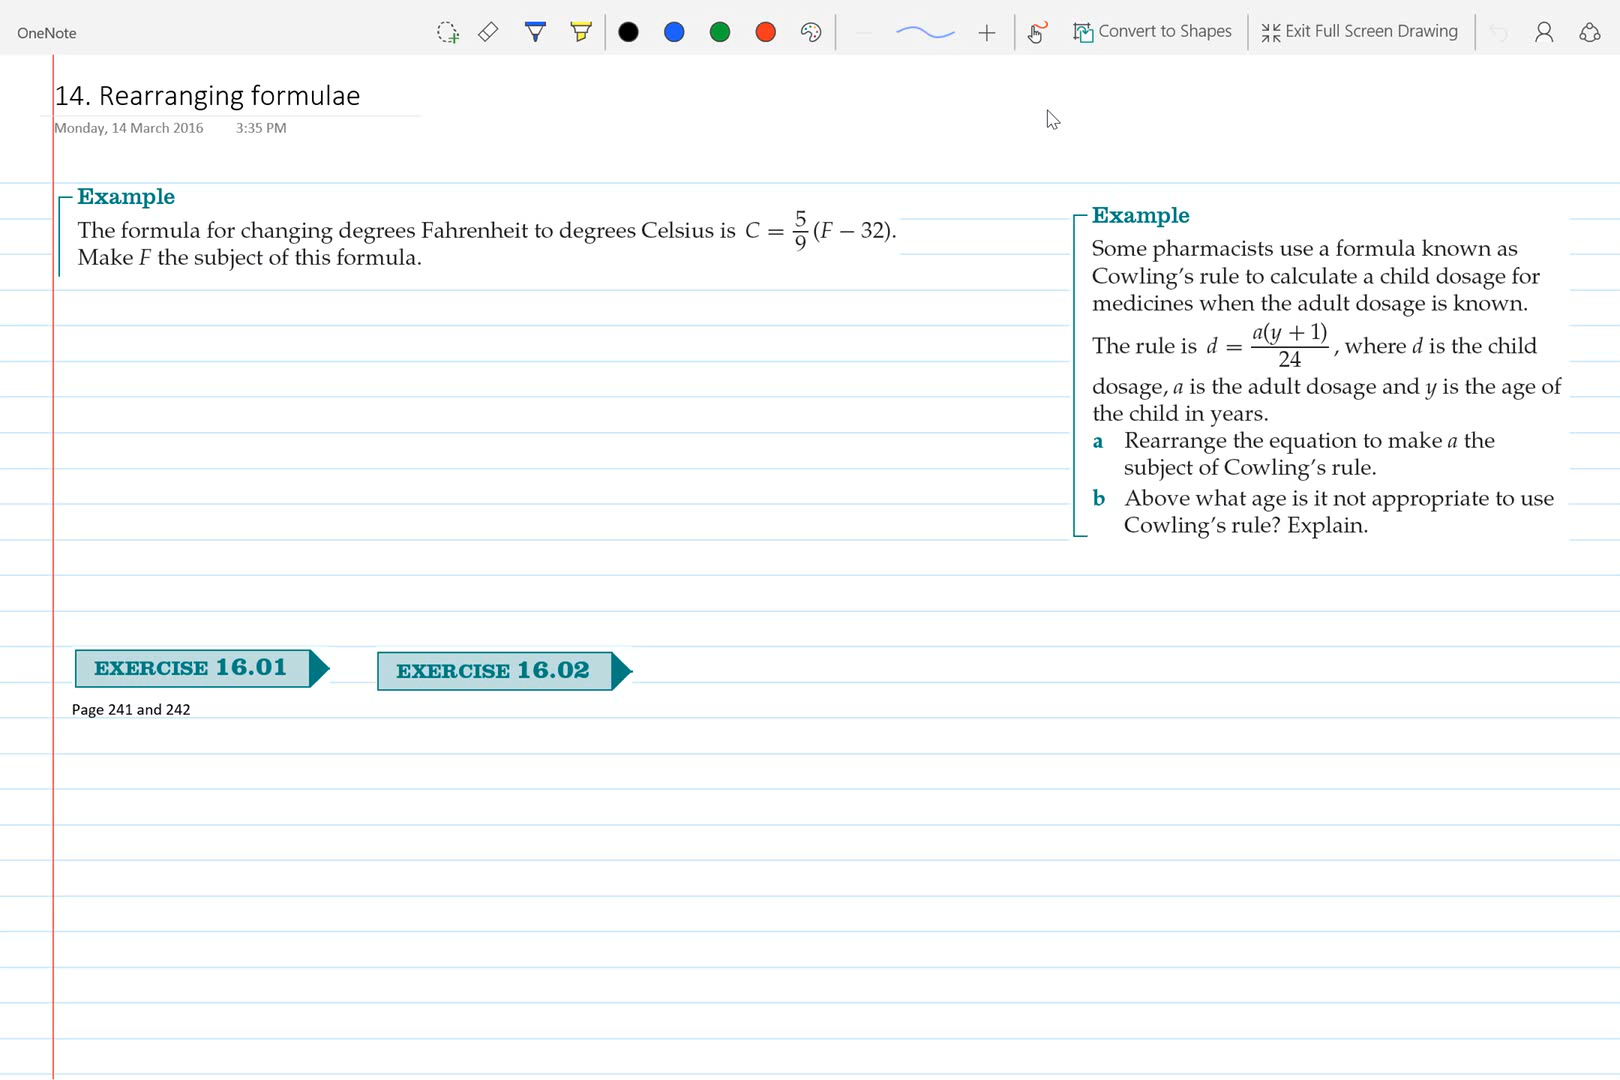 OneNote
Convert to Shapes
Exit Full Screen Drawing
14. Rearranging formulae
Monday, 14 March 2016 3:35 PM
Example
The formula for changing degrees Fahrenheit to degrees Celsius is C = 5/9 (F − 32).
Make F the subject of this formula.
Example
Some pharmacists use a formula known as
Cowling’s rule to calculate a child dosage for
medicines when the adult dosage is known.
The rule is d = a(y + 1)/24, where d is the child
dosage, a is the adult dosage and y is the age of
the child in years.
a Rearrange the equation to make a the
subject of Cowling’s rule.
b Above what age is it not appropriate to use
Cowling’s rule? Explain.
EXERCISE 16.01
EXERCISE 16.02
Page 241 and 242